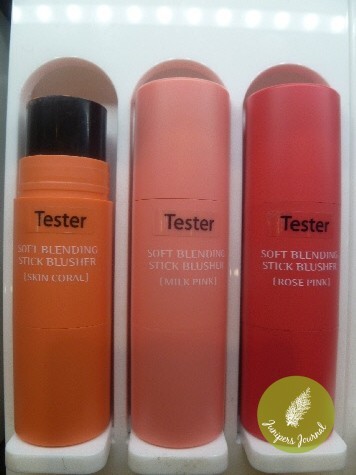 Tester
SOFT BLENDING
STICK BLUSHER
[SKIN CORAL]
Tester
SOFT BLENDING
STICK BLUSHER
[MILK PINK]
Tester
SOFT BLENDING
STICK BLUSHER
[ROSE PINK]
Junipers Journal